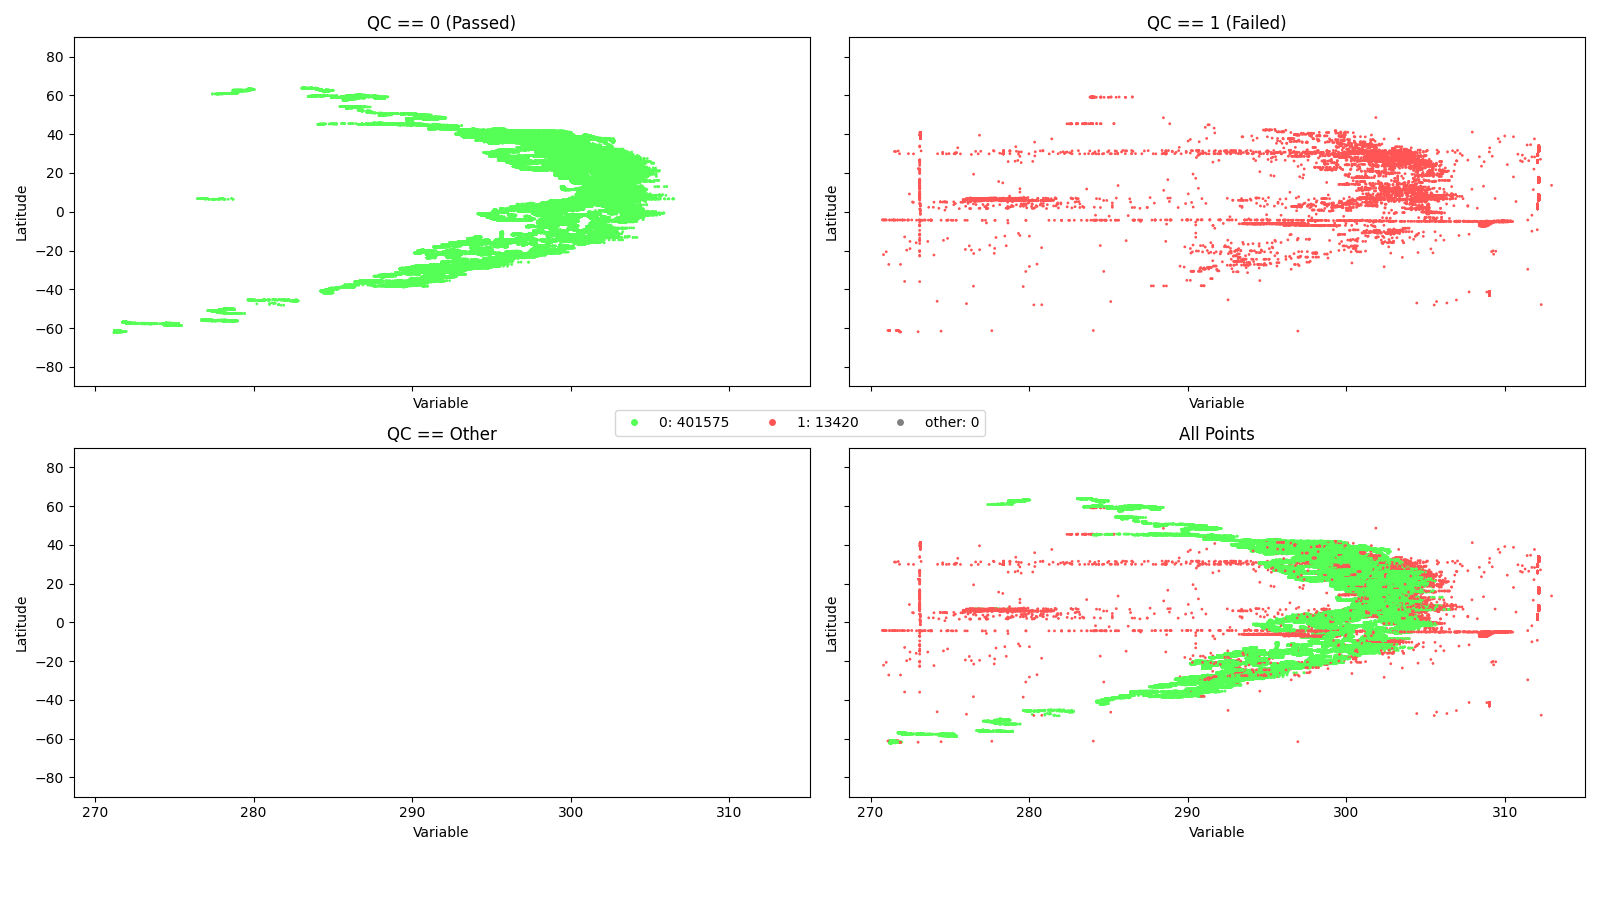 QC == 0 (Passed)
QC == 1 (Failed)
80
60
40
20
0
−20
−40
−60
−80
Latitude
Latitude
Variable
Variable
0: 401575 1: 13420 other: 0
QC == Other
All Points
80
60
40
20
0
−20
−40
−60
−80
Latitude
Latitude
270 280 290 300 310
270 280 290 300 310
Variable
Variable